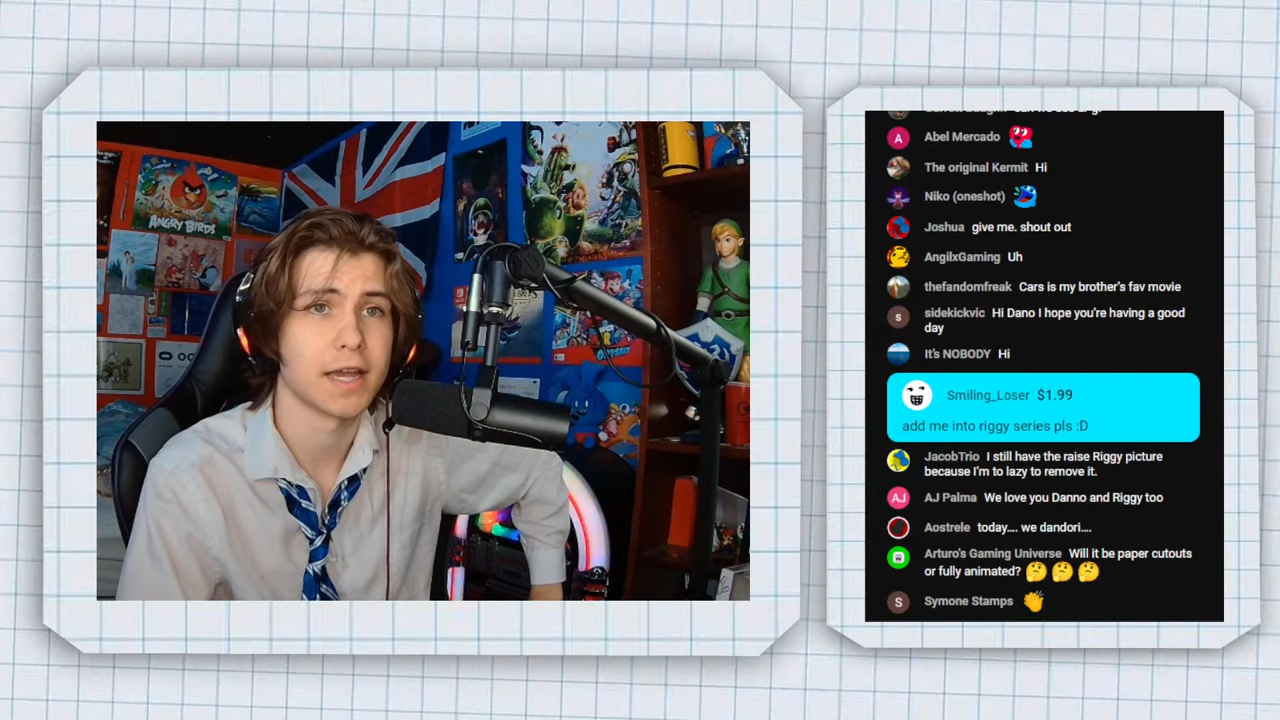 ANGRY BIRDS
ODYSSEY
Abel Mercado
The original Kermit Hi
Niko (oneshot)
Joshua give me. shout out
AngilxGaming Uh
thefandomfreak Cars is my brother's fav movie
sidekickvic Hi Dano I hope you're having a good
day
It's NOBODY Hi
Smiling_Loser $1.99
add me into riggy series pls :D
JacobTrio I still have the raise Riggy picture
because I'm to lazy to remove it.
AJ Palma We love you Danno and Riggy too
Aostrele today.... we dandori....
Arturo's Gaming Universe Will it be paper cutouts
or fully animated? 🤔🤔🤔
Symone Stamps 👏